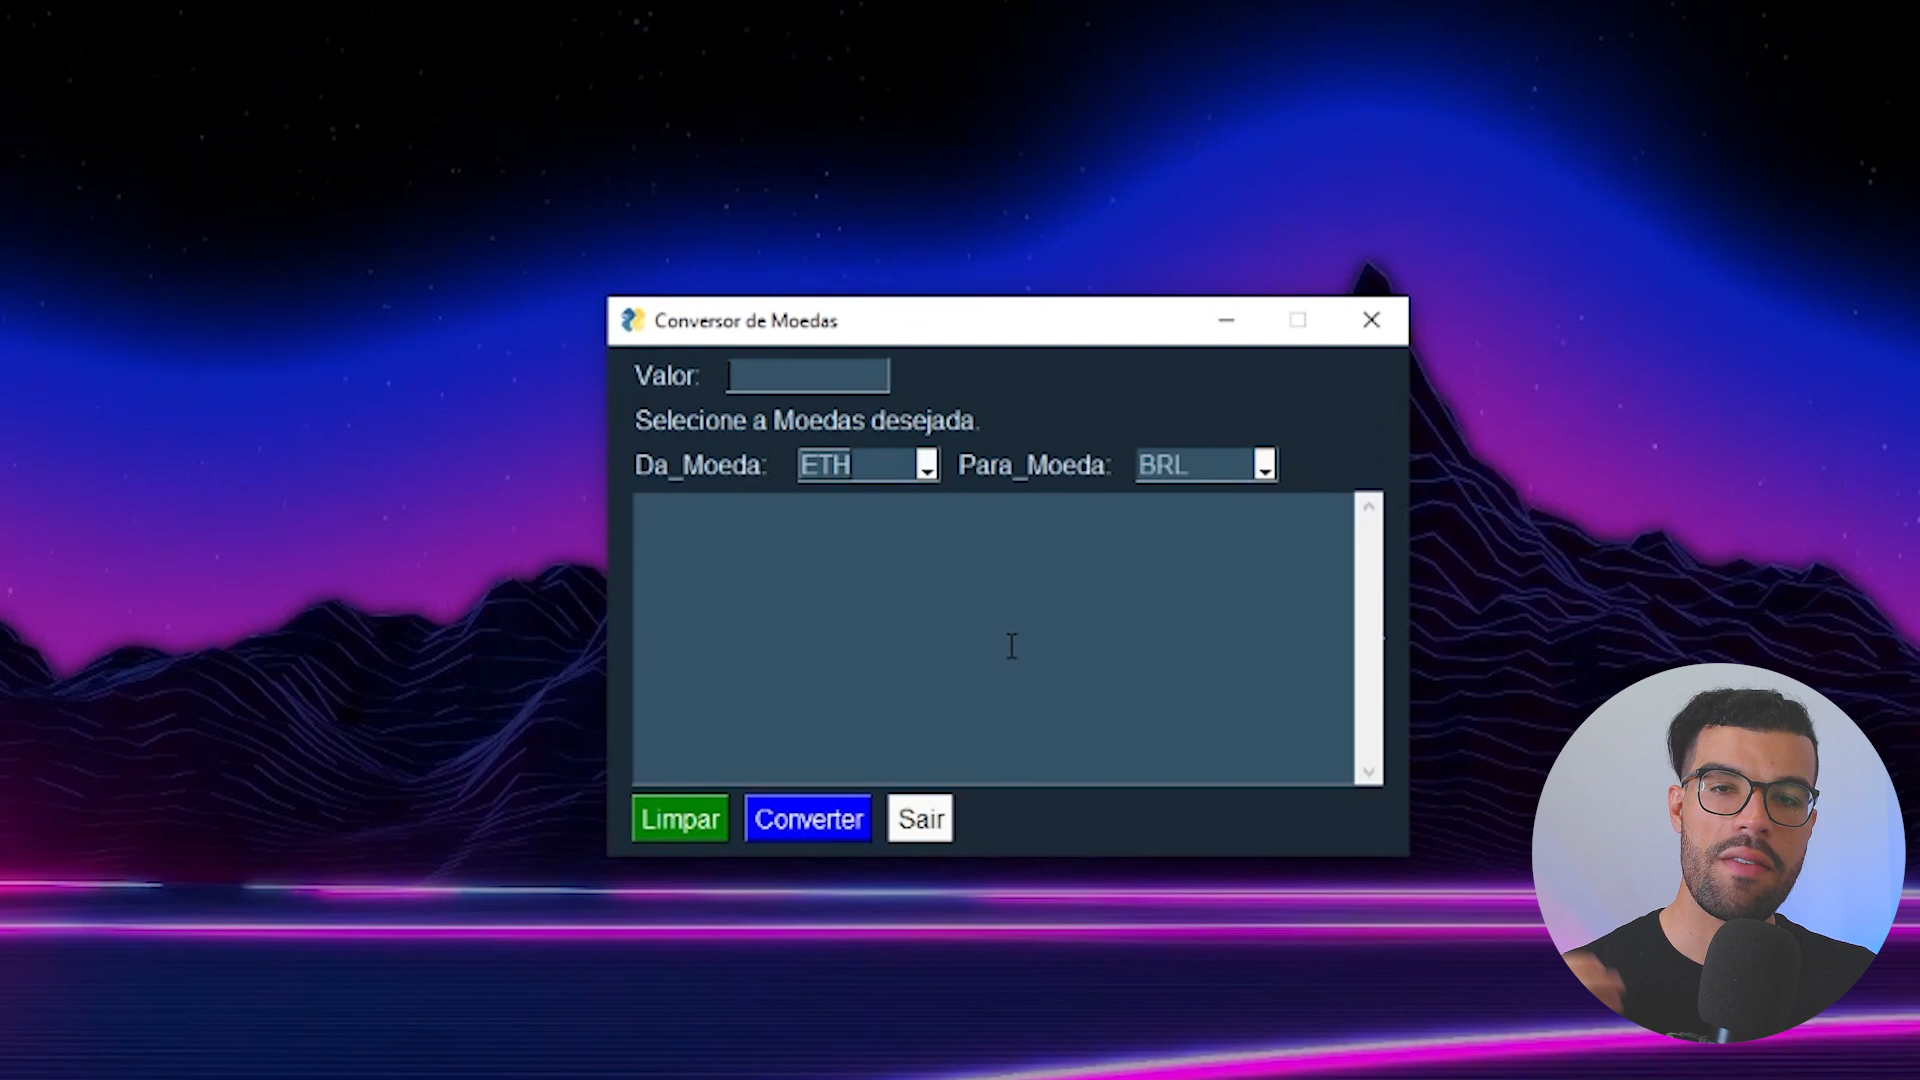 Conversor de Moedas
Valor:
Selecione a Moedas desejada.
Da_Moeda: ETH Para_Moeda: BRL
Limpar Converter Sair